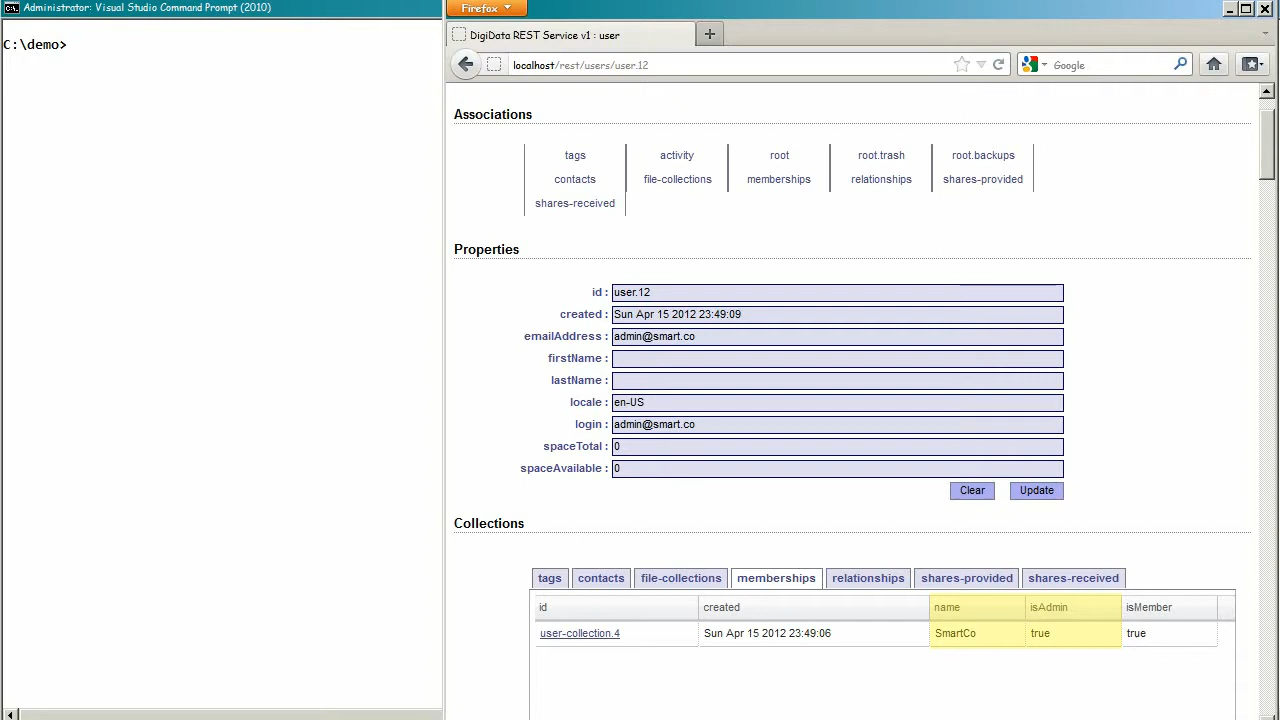 Administrator: Visual Studio Command Prompt (2010)
C:\demo>
Firefox
DigiData REST Service v1 : user
localhost/rest/users/user.12
Google
Associations
tags activity root root.trash root.backups
contacts file-collections memberships relationships shares-provided
shares-received
Properties
id : user.12
created : Sun Apr 15 2012 23:49:09
emailAddress : admin@smart.co
firstName :
lastName :
locale : en-US
login : admin@smart.co
spaceTotal : 0
spaceAvailable : 0
Clear Update
Collections
tags contacts file-collections memberships relationships shares-provided shares-received
id created name isAdmin isMember
user-collection.4 Sun Apr 15 2012 23:49:06 SmartCo true true